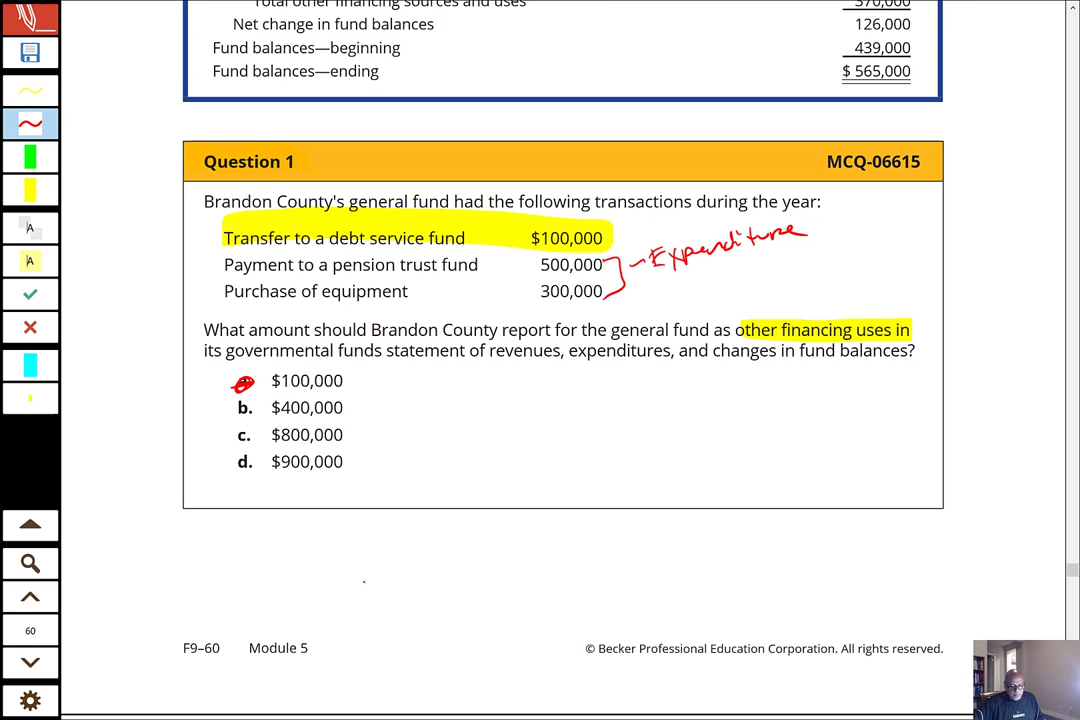 Total other financing sources and uses 370,000
Net change in fund balances 126,000
Fund balances—beginning 439,000
Fund balances—ending $ 565,000
Question 1 MCQ-06615
Brandon County's general fund had the following transactions during the year:
Transfer to a debt service fund $100,000
Payment to a pension trust fund 500,000
Purchase of equipment 300,000
Expenditure
What amount should Brandon County report for the general fund as other financing uses in
its governmental funds statement of revenues, expenditures, and changes in fund balances?
$100,000
b. $400,000
c. $800,000
d. $900,000
A
A
60
F9–60 Module 5 © Becker Professional Education Corporation. All rights reserved.